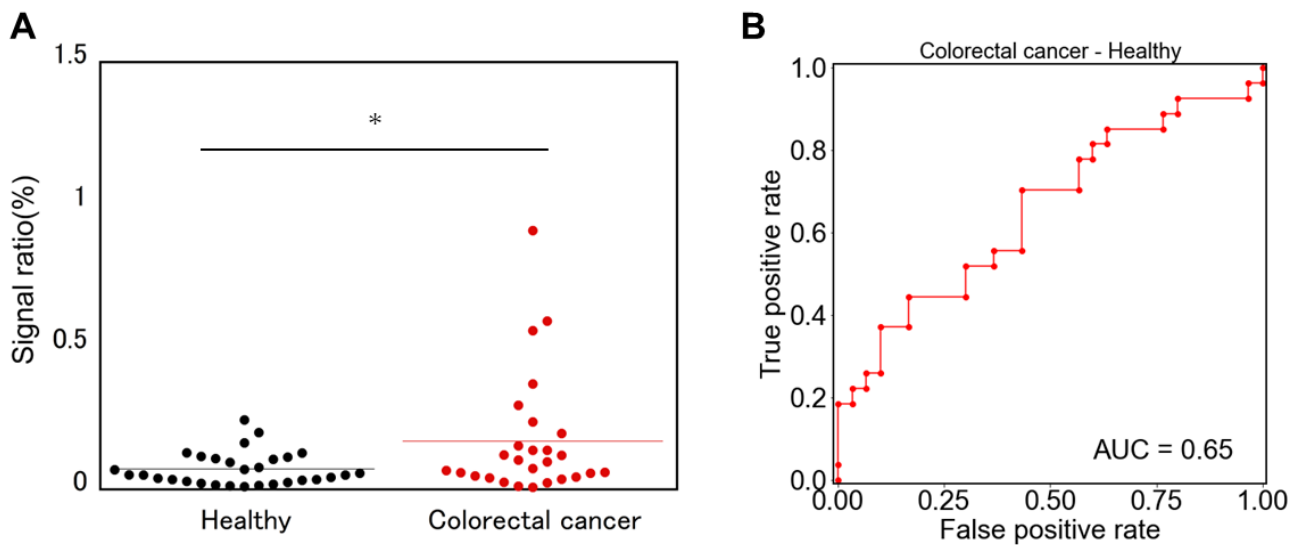 A
1.5
1
0.5
0
Signal ratio(%)
*
Healthy
Colorectal cancer
B
Colorectal cancer - Healthy
1.0
0.8
0.6
0.4
0.2
0.0
True positive rate
AUC = 0.65
0.00
0.25
0.50
0.75
1.00
False positive rate